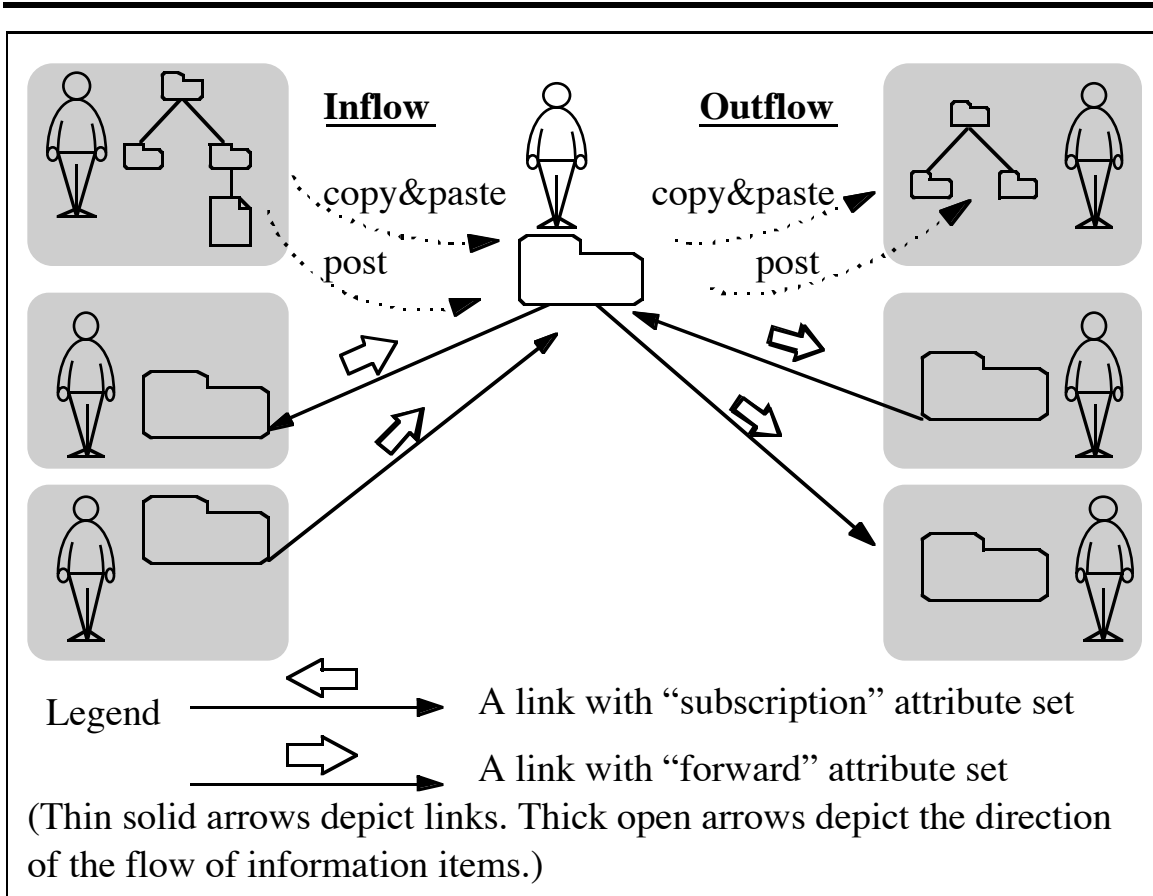 Inflow
Outflow
copy&paste
copy&paste
post
post
Legend
A link with “subscription” attribute set
A link with “forward” attribute set
(Thin solid arrows depict links. Thick open arrows depict the direction
of the flow of information items.)